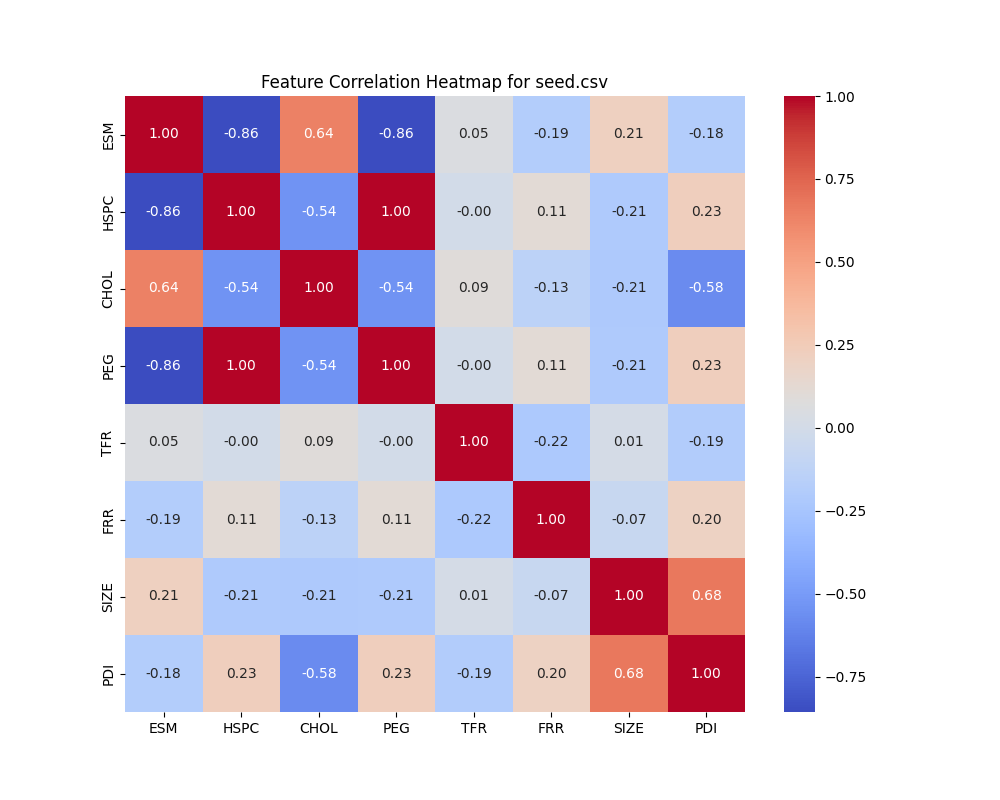 Feature Correlation Heatmap for seed.csv
ESM 1.00 -0.86 0.64 -0.86 0.05 -0.19 0.21 -0.18
HSPC -0.86 1.00 -0.54 1.00 -0.00 0.11 -0.21 0.23
CHOL 0.64 -0.54 1.00 -0.54 0.09 -0.13 -0.21 -0.58
PEG -0.86 1.00 -0.54 1.00 -0.00 0.11 -0.21 0.23
TFR 0.05 -0.00 0.09 -0.00 1.00 -0.22 0.01 -0.19
FRR -0.19 0.11 -0.13 0.11 -0.22 1.00 -0.07 0.20
SIZE 0.21 -0.21 -0.21 -0.21 0.01 -0.07 1.00 0.68
PDI -0.18 0.23 -0.58 0.23 -0.19 0.20 0.68 1.00
ESM HSPC CHOL PEG TFR FRR SIZE PDI
1.00
0.75
0.50
0.25
0.00
−0.25
−0.50
−0.75